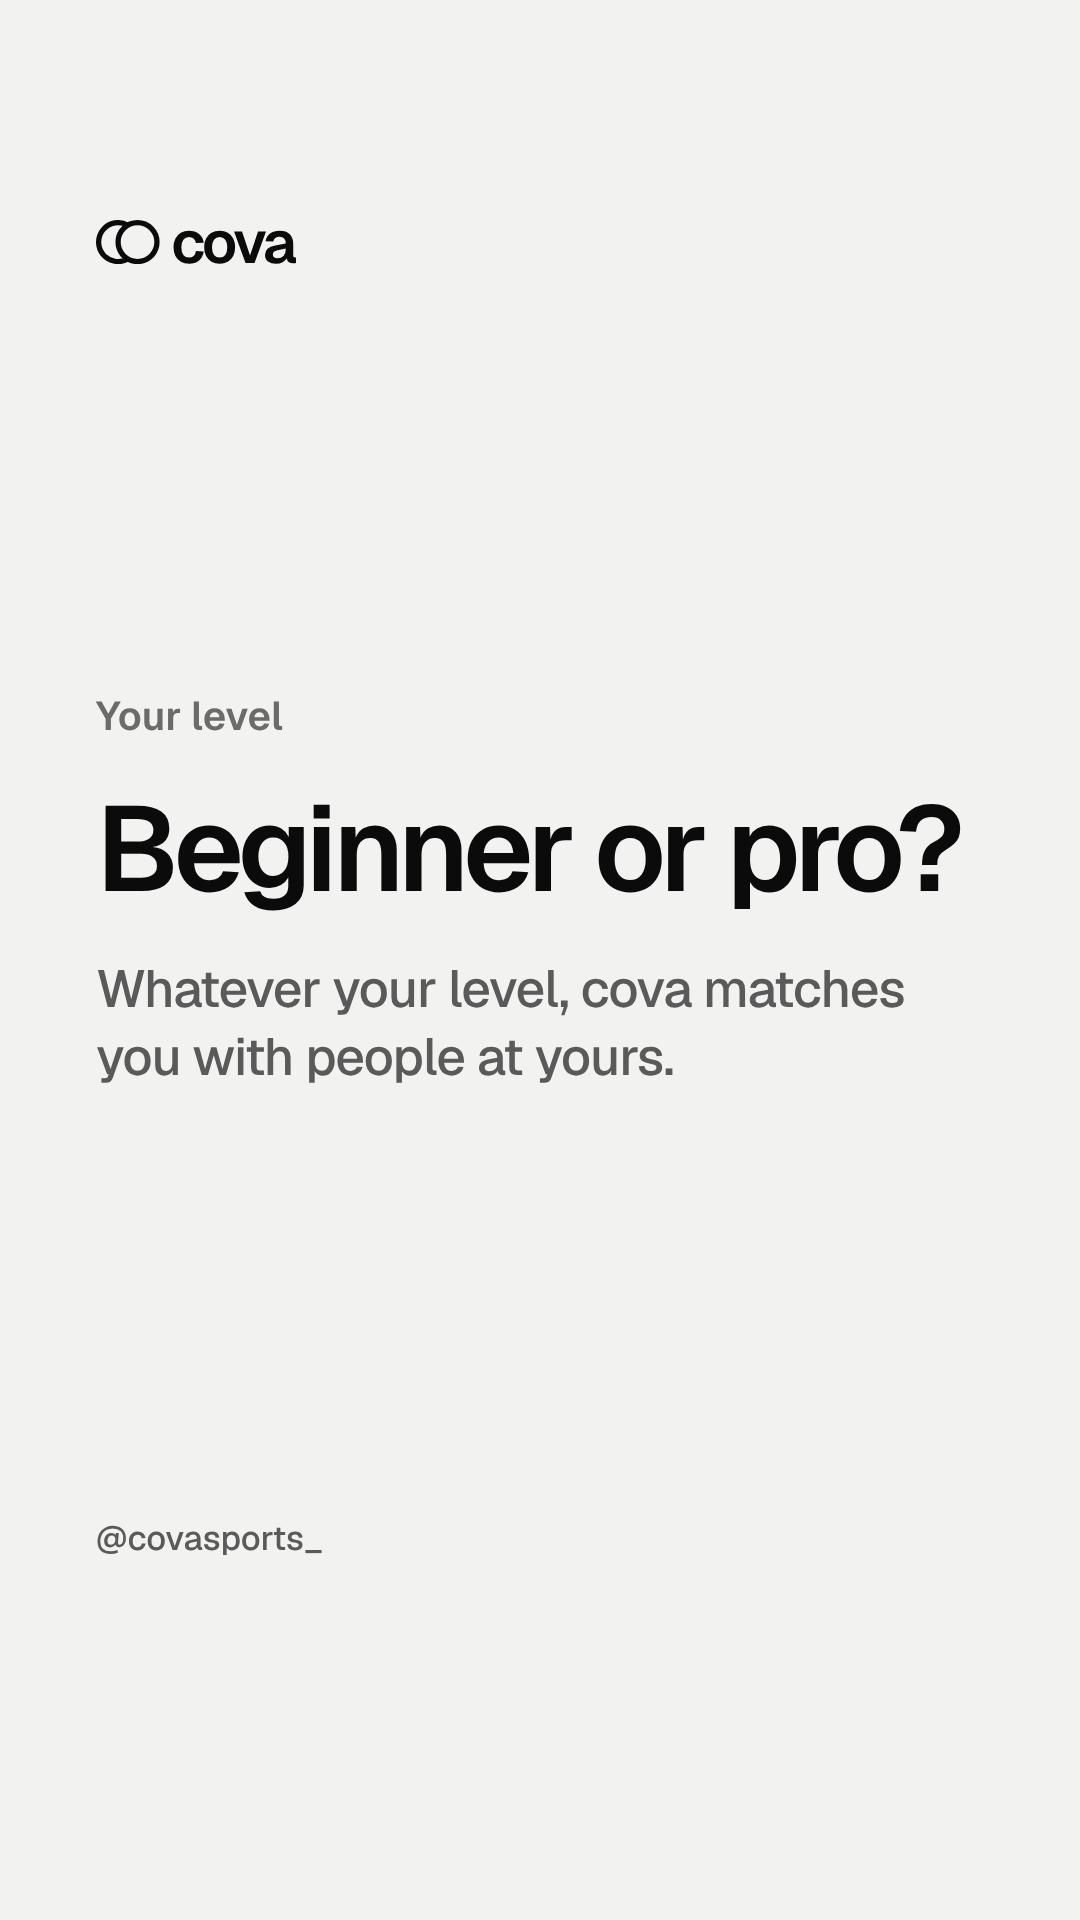 cova
Your level
Beginner or pro?
Whatever your level, cova matches
you with people at yours.
@covasports_